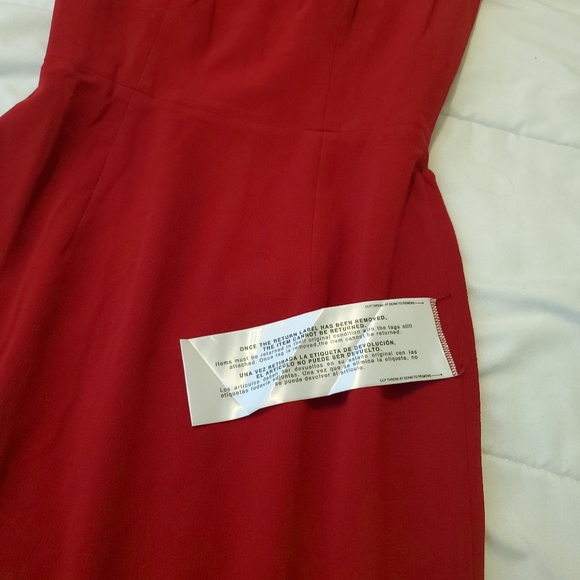 CUT THREAD AT SEAM TO REMOVE
ONCE THE RETURN LABEL HAS BEEN REMOVED,
THE ITEM CANNOT BE RETURNED.
Items must be returned in their original condition with the tags still
attached. Once tag is removed, the item cannot be returned.
UNA VEZ RETIRADA LA ETIQUETA DE DEVOLUCIÓN,
EL ARTÍCULO NO PUEDE SER DEVUELTO.
Los artículos deben ser devueltos en su estado original con las
etiquetas todavía adjuntas. Una vez que se elimina la etiqueta, no
se puede devolver al artículo.
CUT THREAD AT SEAM TO REMOVE